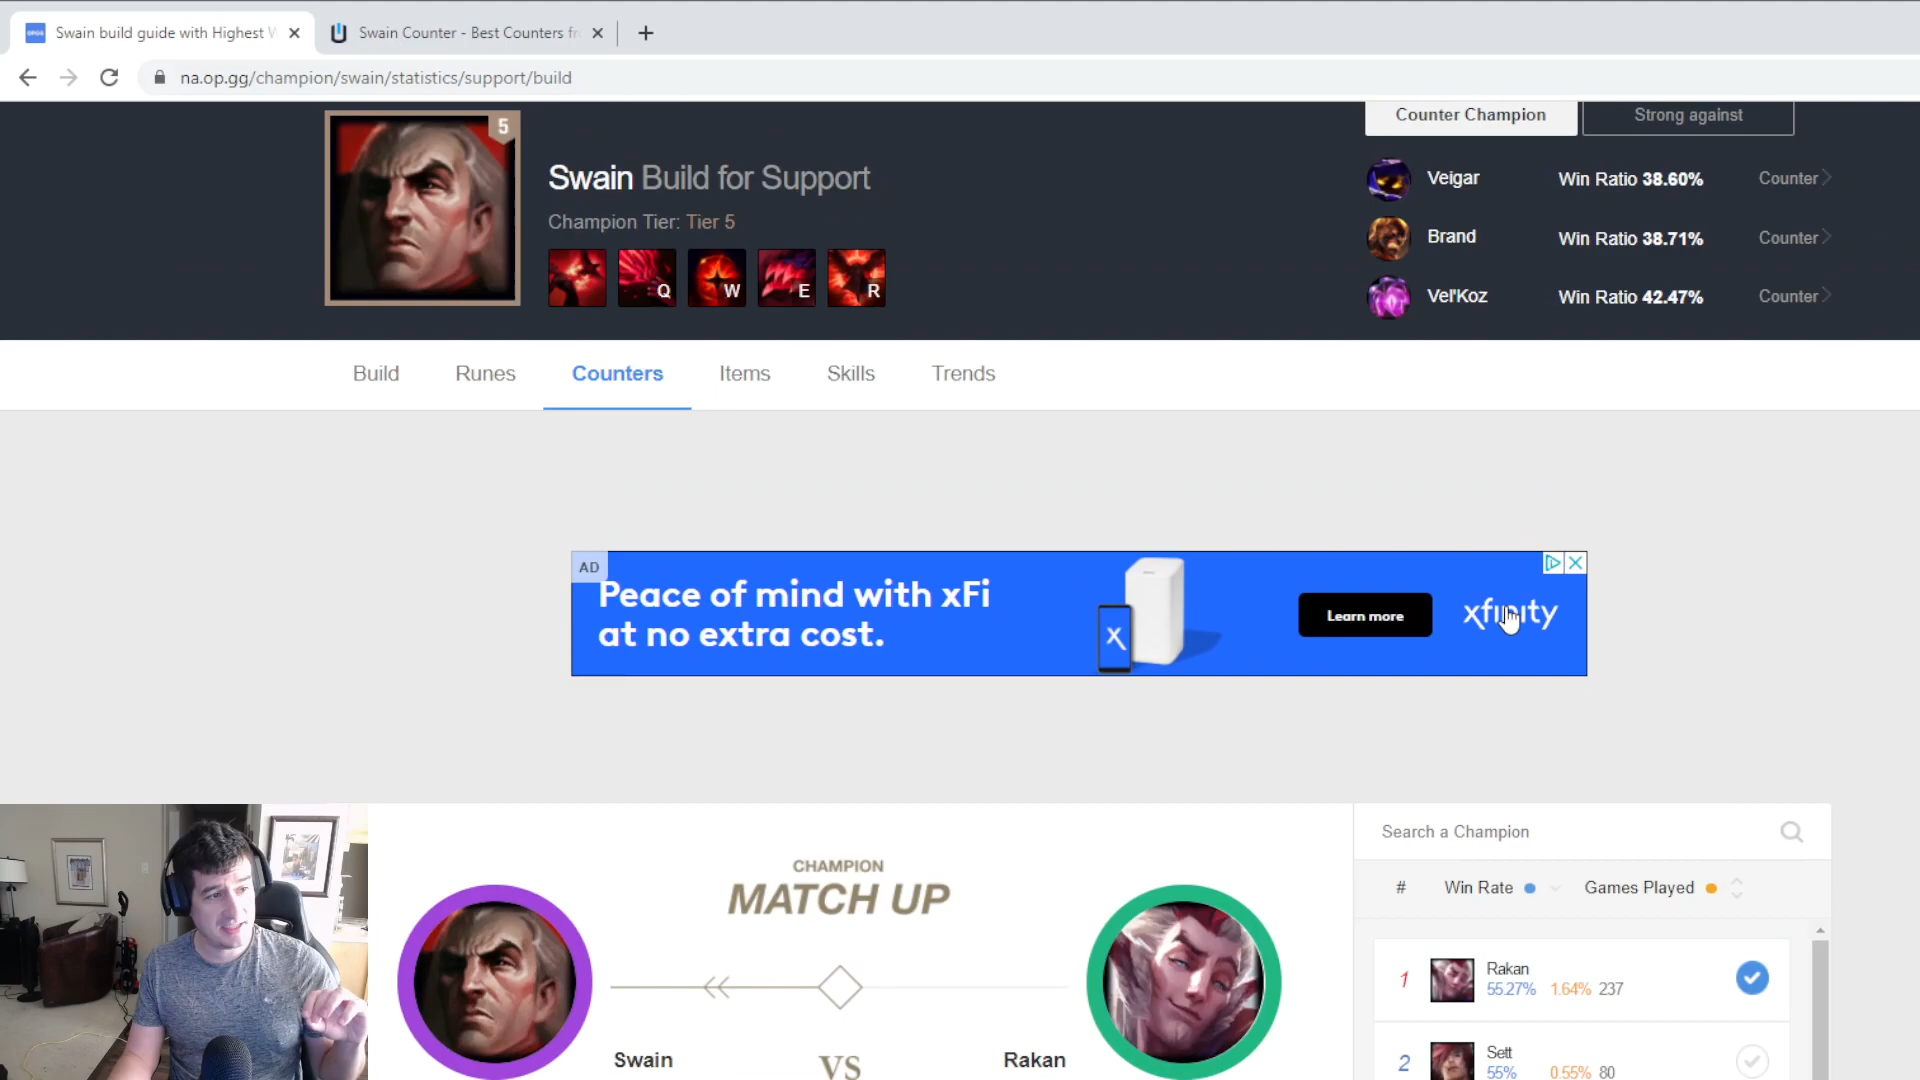 Swain build guide with Highest W
Swain Counter - Best Counters fr
na.op.gg/champion/swain/statistics/support/build
5
Swain Build for Support
Champion Tier: Tier 5
Q
W
E
R
Counter Champion
Strong against
Veigar
Win Ratio 38.60%
Counter
Brand
Win Ratio 38.71%
Counter
Vel'Koz
Win Ratio 42.47%
Counter
Build
Runes
Counters
Items
Skills
Trends
AD
Peace of mind with xFi
at no extra cost.
X
Learn more
xfinity
CHAMPION
MATCH UP
Swain
VS
Rakan
Search a Champion
# Win Rate Games Played
1
Rakan
55.27% 1.64% 237
2
Sett
55% 0.55% 80